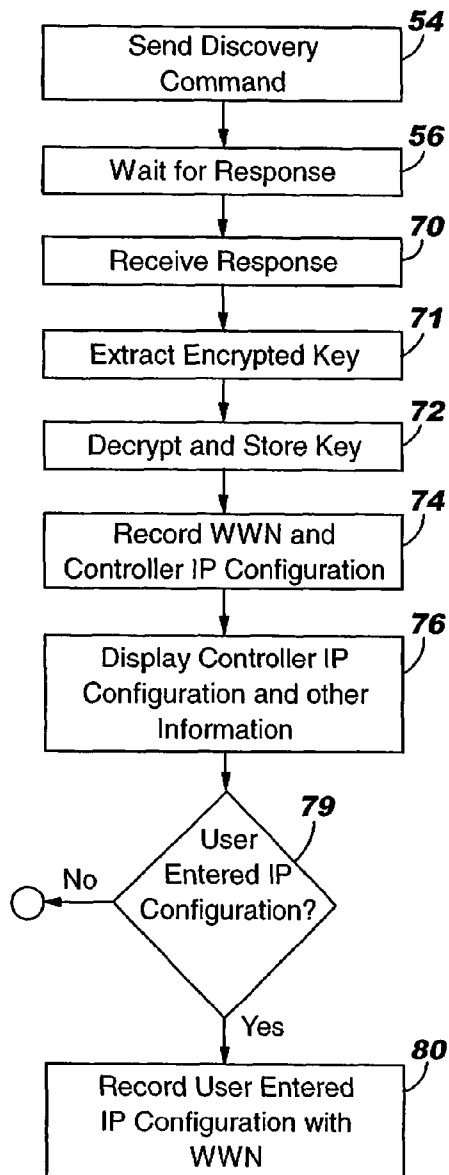 54
Send Discovery
Command
56
Wait for Response
70
Receive Response
71
Extract Encrypted Key
72
Decrypt and Store Key
74
Record WWN and
Controller IP Configuration
76
Display Controller IP
Configuration and other
Information
79
User
Entered IP
Configuration?
No
Yes
80
Record User Entered
IP Configuration with
WWN